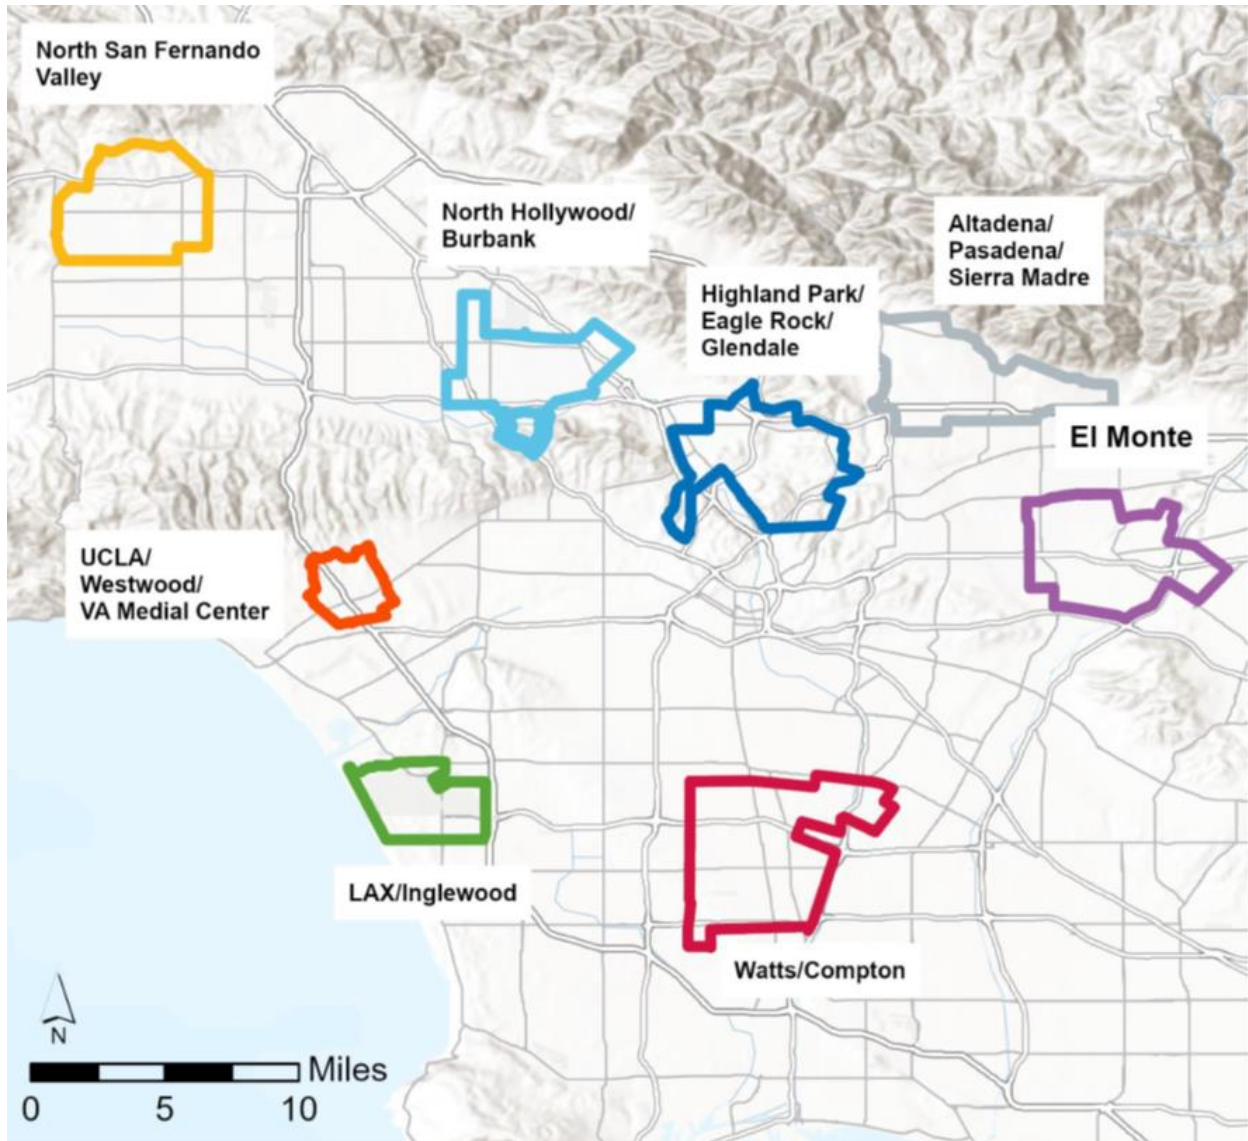 North San Fernando
Valley
North Hollywood/
Burbank
Altadena/
Pasadena/
Sierra Madre
Highland Park/
Eagle Rock/
Glendale
El Monte
UCLA/
Westwood/
VA Medial Center
LAX/Inglewood
Watts/Compton
N
Miles
0 5 10